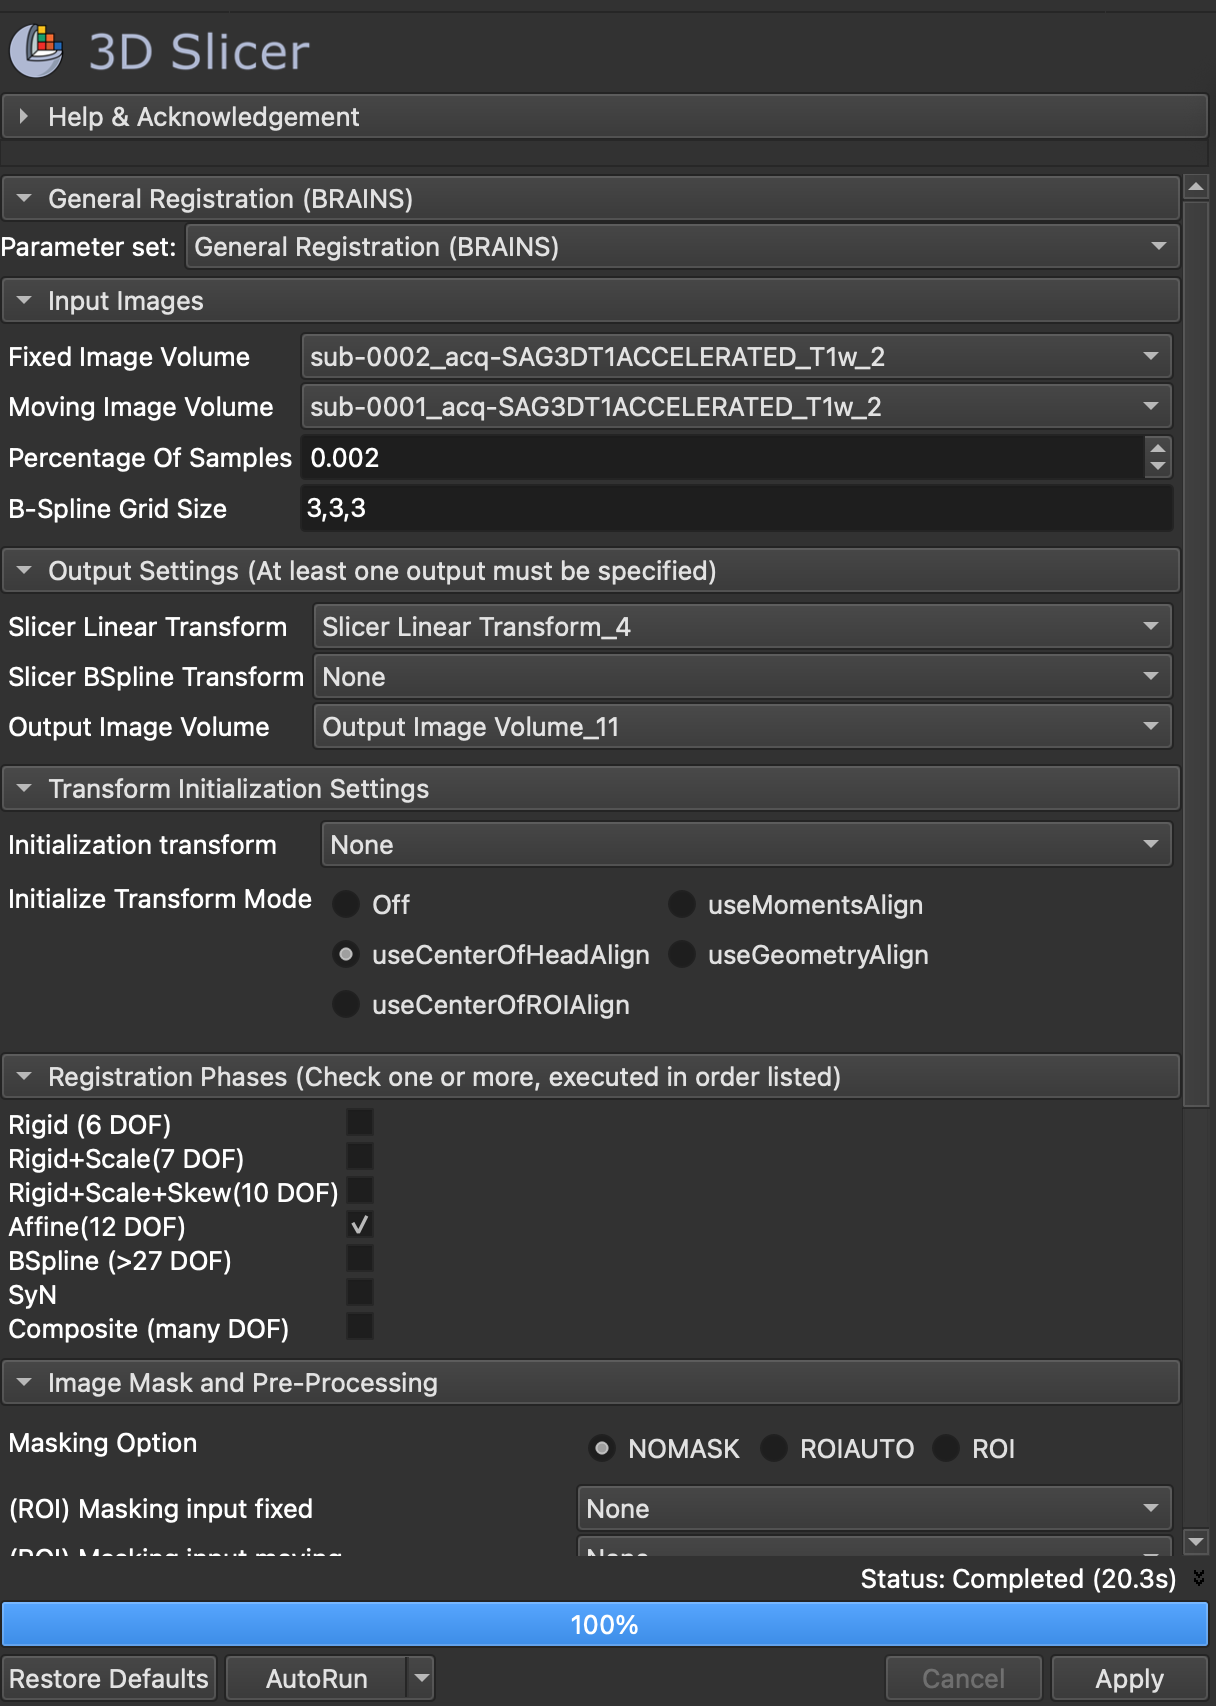 3D Slicer
Help & Acknowledgement
General Registration (BRAINS)
Parameter set: General Registration (BRAINS)
Input Images
Fixed Image Volume sub-0002_acq-SAG3DT1ACCELERATED_T1w_2
Moving Image Volume sub-0001_acq-SAG3DT1ACCELERATED_T1w_2
Percentage Of Samples 0.002
B-Spline Grid Size 3,3,3
Output Settings (At least one output must be specified)
Slicer Linear Transform Slicer Linear Transform_4
Slicer BSpline Transform None
Output Image Volume Output Image Volume_11
Transform Initialization Settings
Initialization transform None
Initialize Transform Mode Off useMomentsAlign
useCenterOfHeadAlign useGeometryAlign
useCenterOfROIAlign
Registration Phases (Check one or more, executed in order listed)
Rigid (6 DOF)
Rigid+Scale(7 DOF)
Rigid+Scale+Skew(10 DOF)
Affine(12 DOF)
BSpline (>27 DOF)
SyN
Composite (many DOF)
Image Mask and Pre-Processing
Masking Option NOMASK ROIAUTO ROI
(ROI) Masking input fixed None
(ROI) Masking input moving None
Status: Completed (20.3s)
100%
Restore Defaults AutoRun Cancel Apply